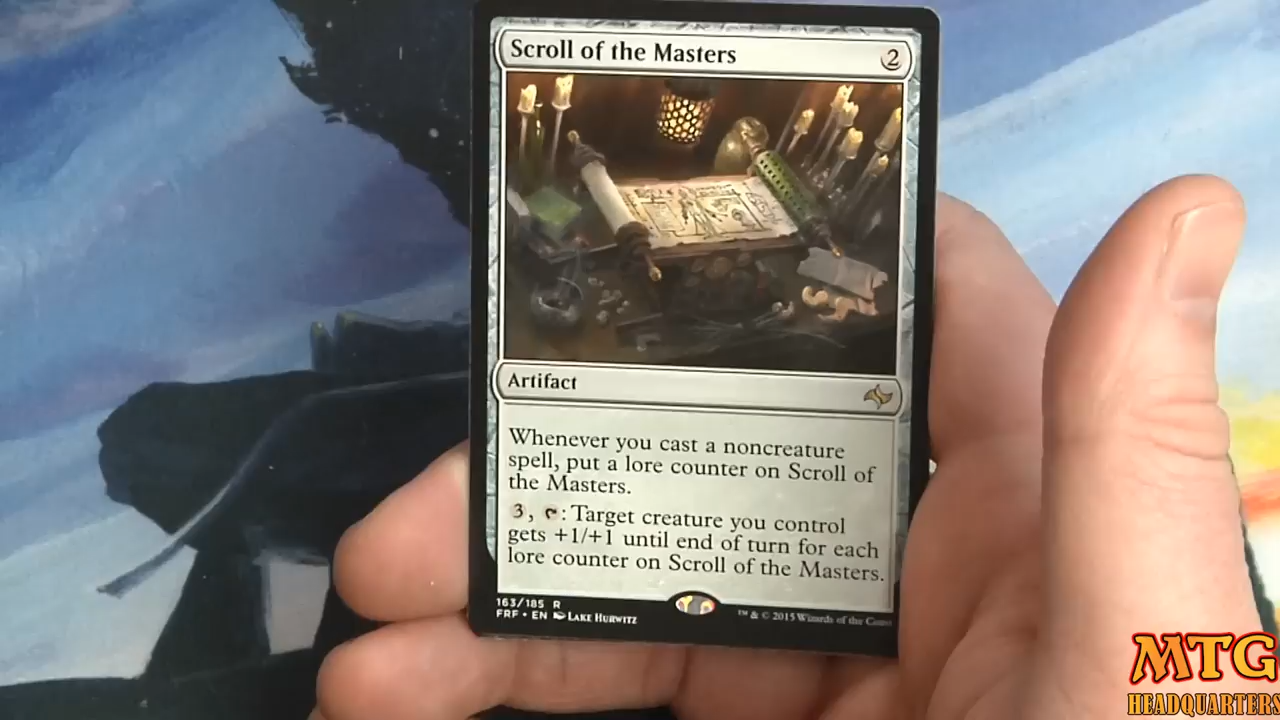 Scroll of the Masters 2
Artifact
Whenever you cast a noncreature
spell, put a lore counter on Scroll of
the Masters.
3, : Target creature you control
gets +1/+1 until end of turn for each
lore counter on Scroll of the Masters.
163/185 R
FRF • EN LAKE HURWITZ
™ & © 2015 Wizards of the Coast
MTG
HEADQUARTERS